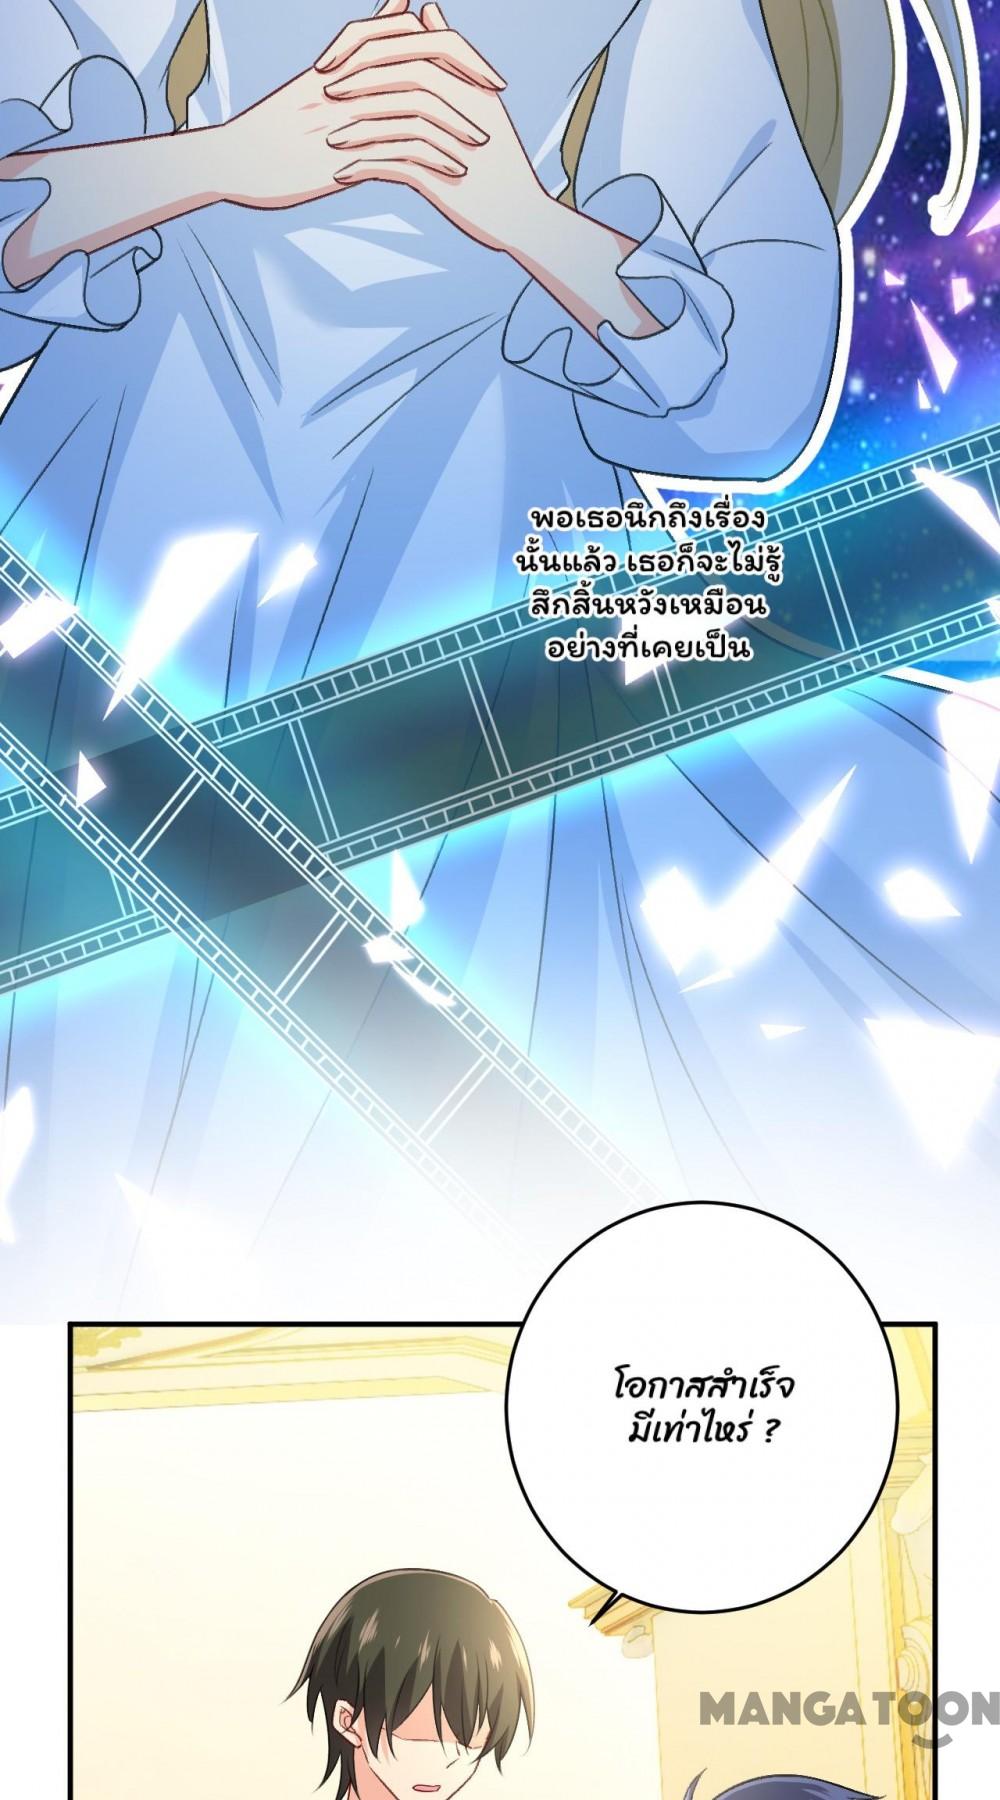 พอเธอนึกถึงเรื่อง
นั้นแล้ว เธอก็จะไม่รู้
สึกสิ้นหวังเหมือน
อย่างที่เคยเป็น
โอกาสสำเร็จ
มีเท่าไหร่ ?
MANGATOON